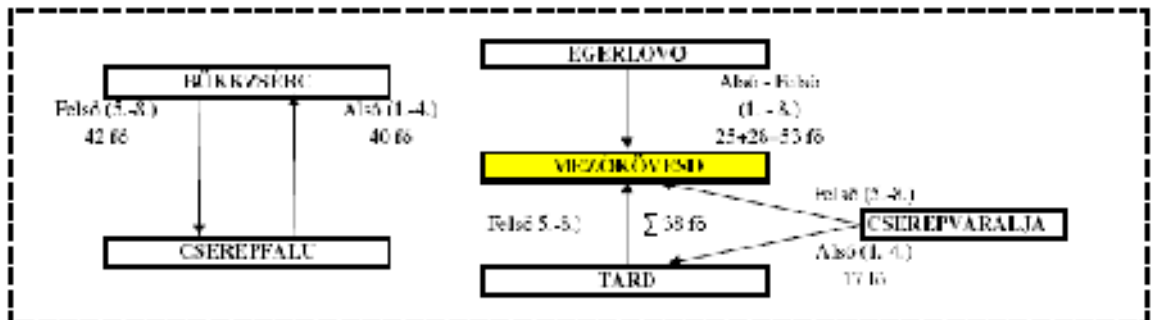 BÜKKZSÉRC
Felső (5.-8.)
42 fő
Alsó (1.-4.)
40 fő
CSERÉPFALU
EGERLÖVŐ
Alsó - Felső
(1. - 8.)
25+28=53 fő
MEZŐKÖVESD
Felső 5.-8.)
∑ 38 fő
Felső (5.-8.)
CSERÉPVÁRALJA
Alsó (1.-4.)
17 fő
TARD